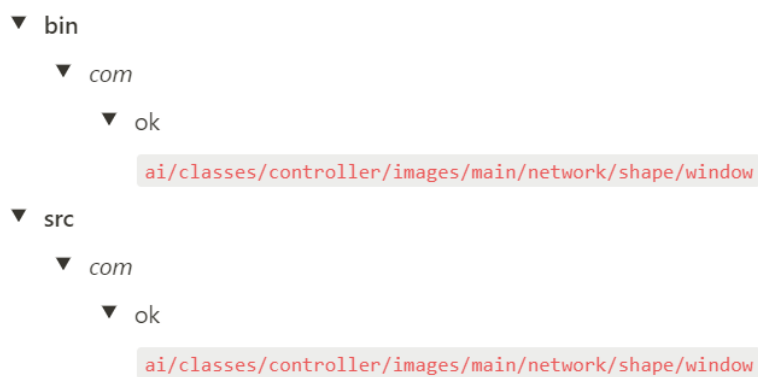 bin
com
ok
ai/classes/controller/images/main/network/shape/window
src
com
ok
ai/classes/controller/images/main/network/shape/window